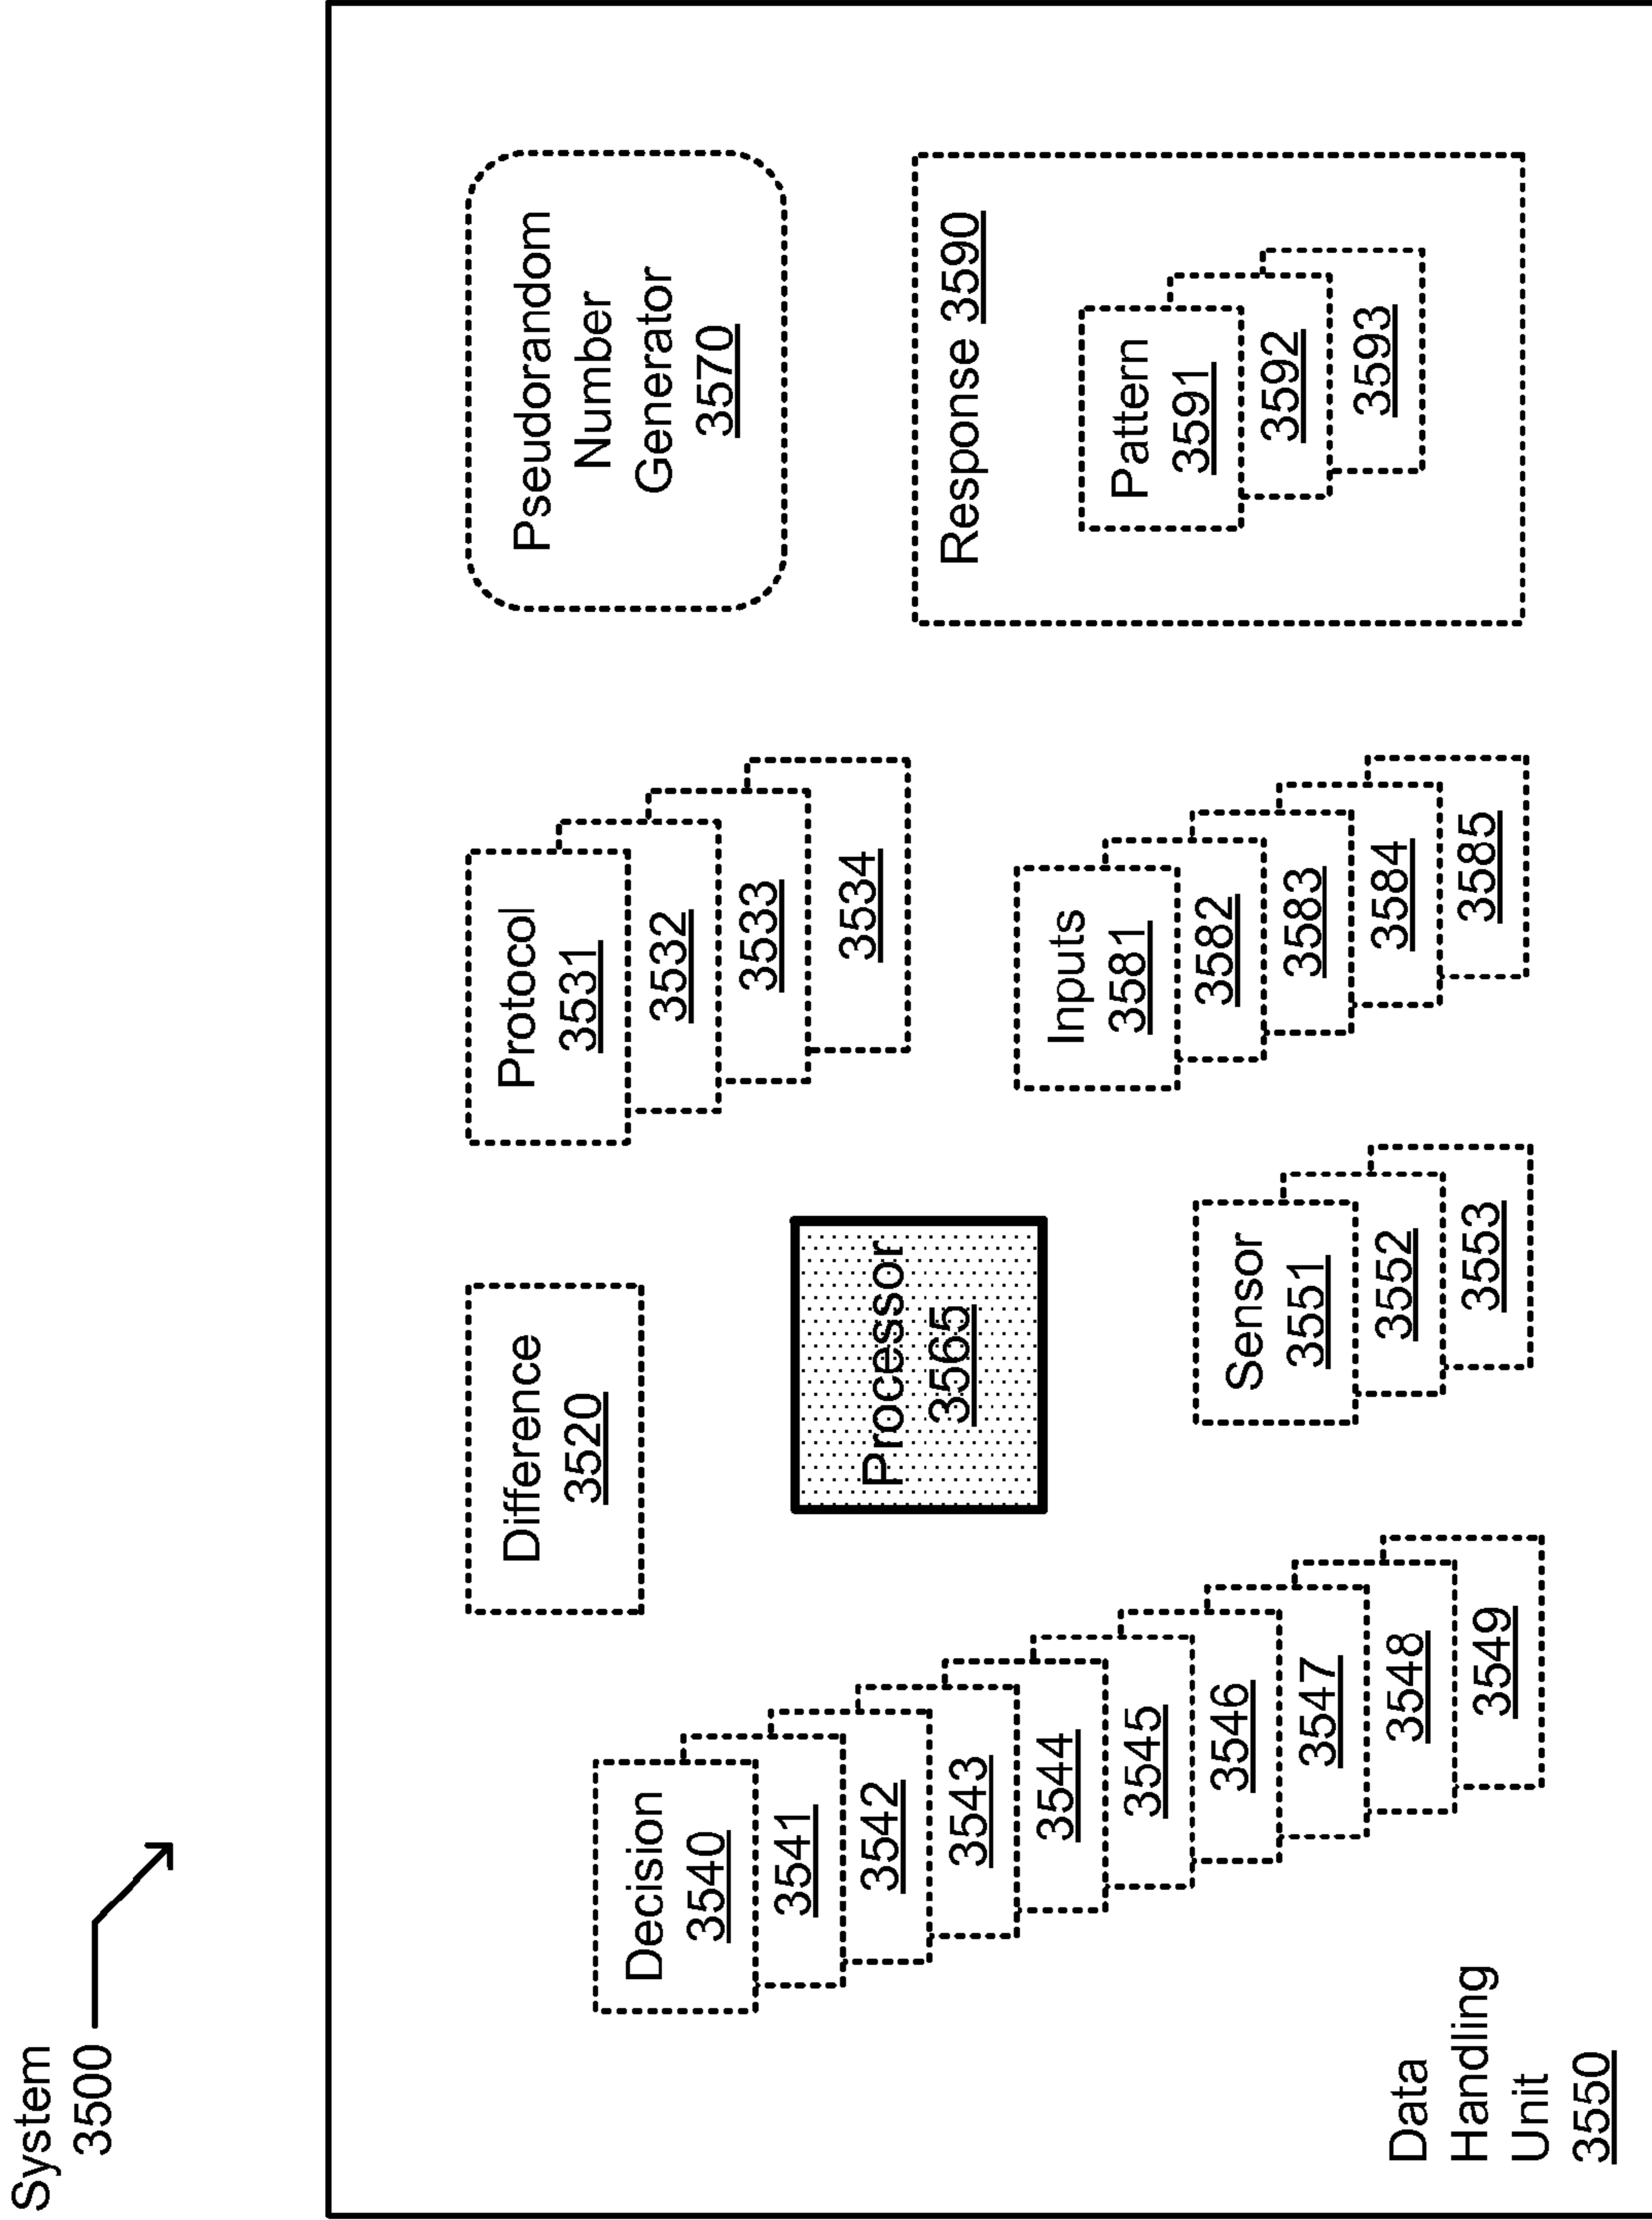 System
3500
Difference
3520
Protocol
3531
3532
3533
3534
Pseudorandom
Number
Generator
3570
Decision
3540
3541
3542
3543
3544
3545
3546
3547
3548
3549
Processor
3565
Sensor
3551
3552
3553
Inputs
3581
3582
3583
3584
3585
Response 3590
Pattern
3591
3592
3593
Data
Handling
Unit
3550